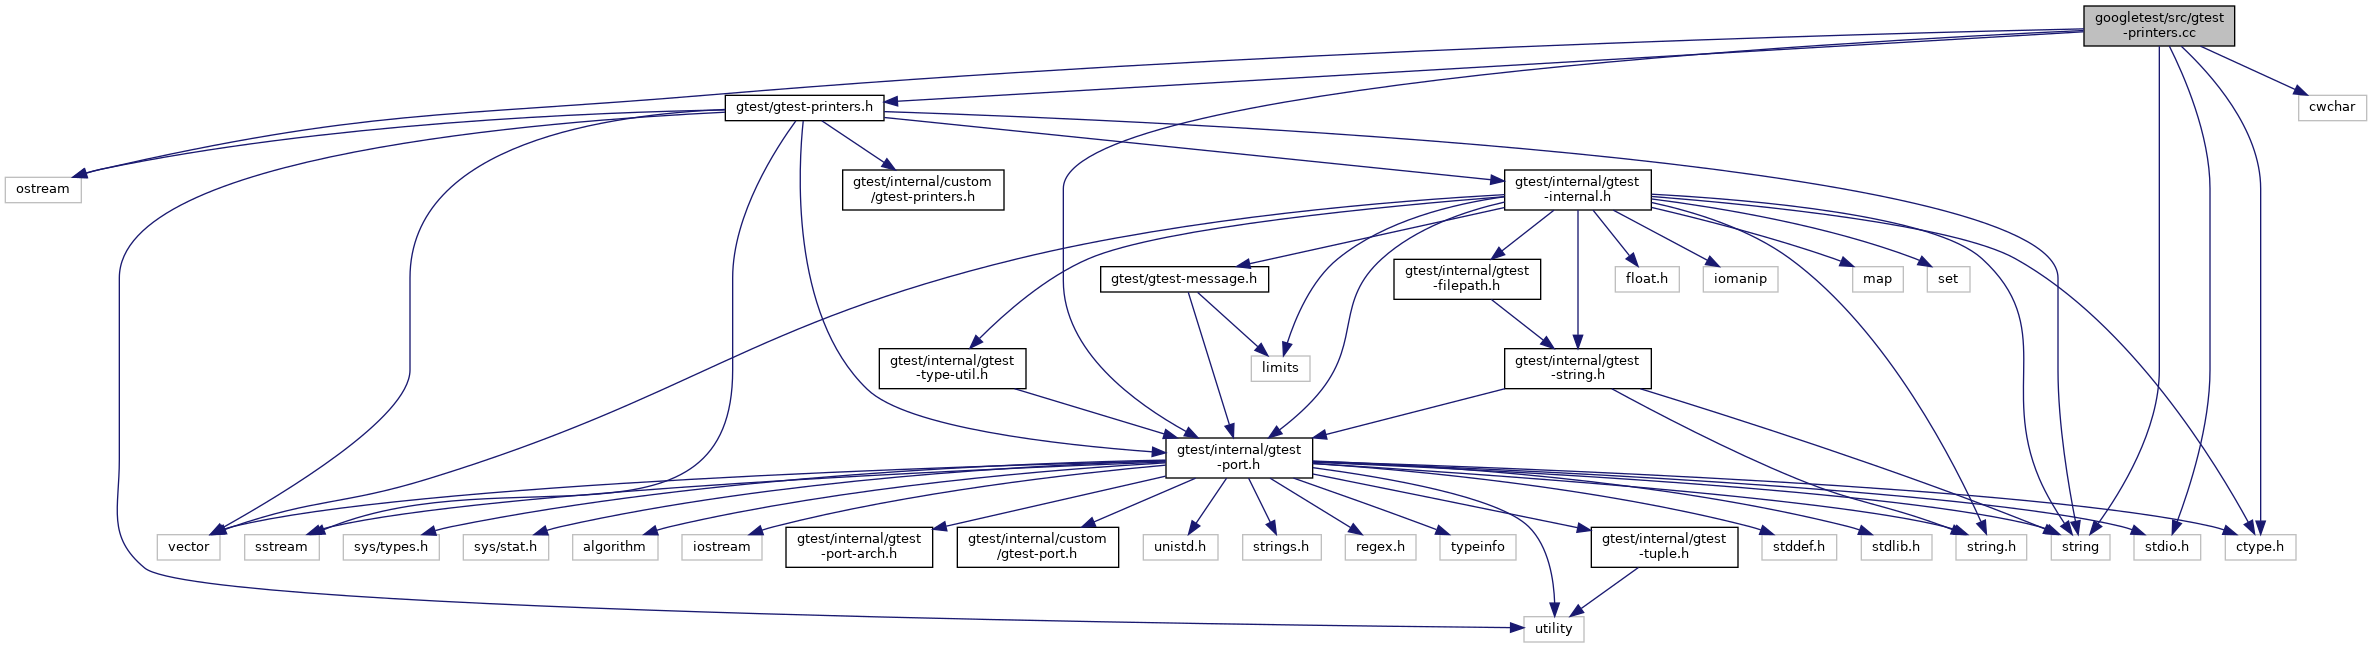 googletest/src/gtest
-printers.cc
gtest/gtest-printers.h
cwchar
ostream
gtest/internal/custom
/gtest-printers.h
gtest/internal/gtest
-internal.h
gtest/gtest-message.h
gtest/internal/gtest
-filepath.h
float.h
iomanip
map
set
gtest/internal/gtest
-type-util.h
limits
gtest/internal/gtest
-string.h
gtest/internal/gtest
-port.h
vector
sstream
sys/types.h
sys/stat.h
algorithm
iostream
gtest/internal/gtest
-port-arch.h
gtest/internal/custom
/gtest-port.h
unistd.h
strings.h
regex.h
typeinfo
gtest/internal/gtest
-tuple.h
stddef.h
stdlib.h
string.h
string
stdio.h
ctype.h
utility